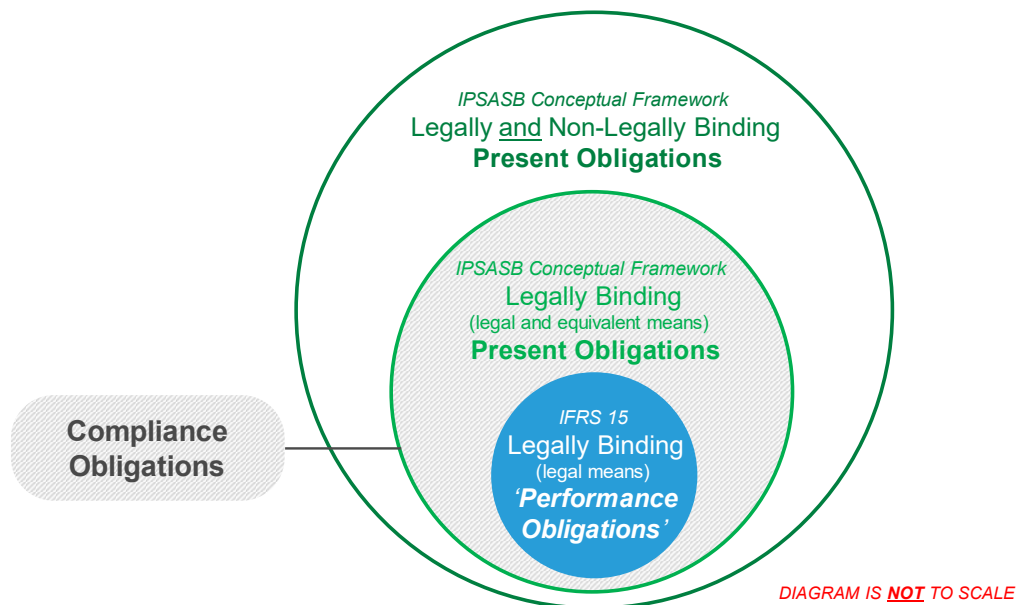 IPSASB Conceptual Framework
Legally and Non-Legally Binding
Present Obligations
IPSASB Conceptual Framework
Legally Binding
(legal and equivalent means)
Present Obligations
IFRS 15
Legally Binding
(legal means)
‘Performance
Obligations’
Compliance
Obligations
DIAGRAM IS NOT TO SCALE